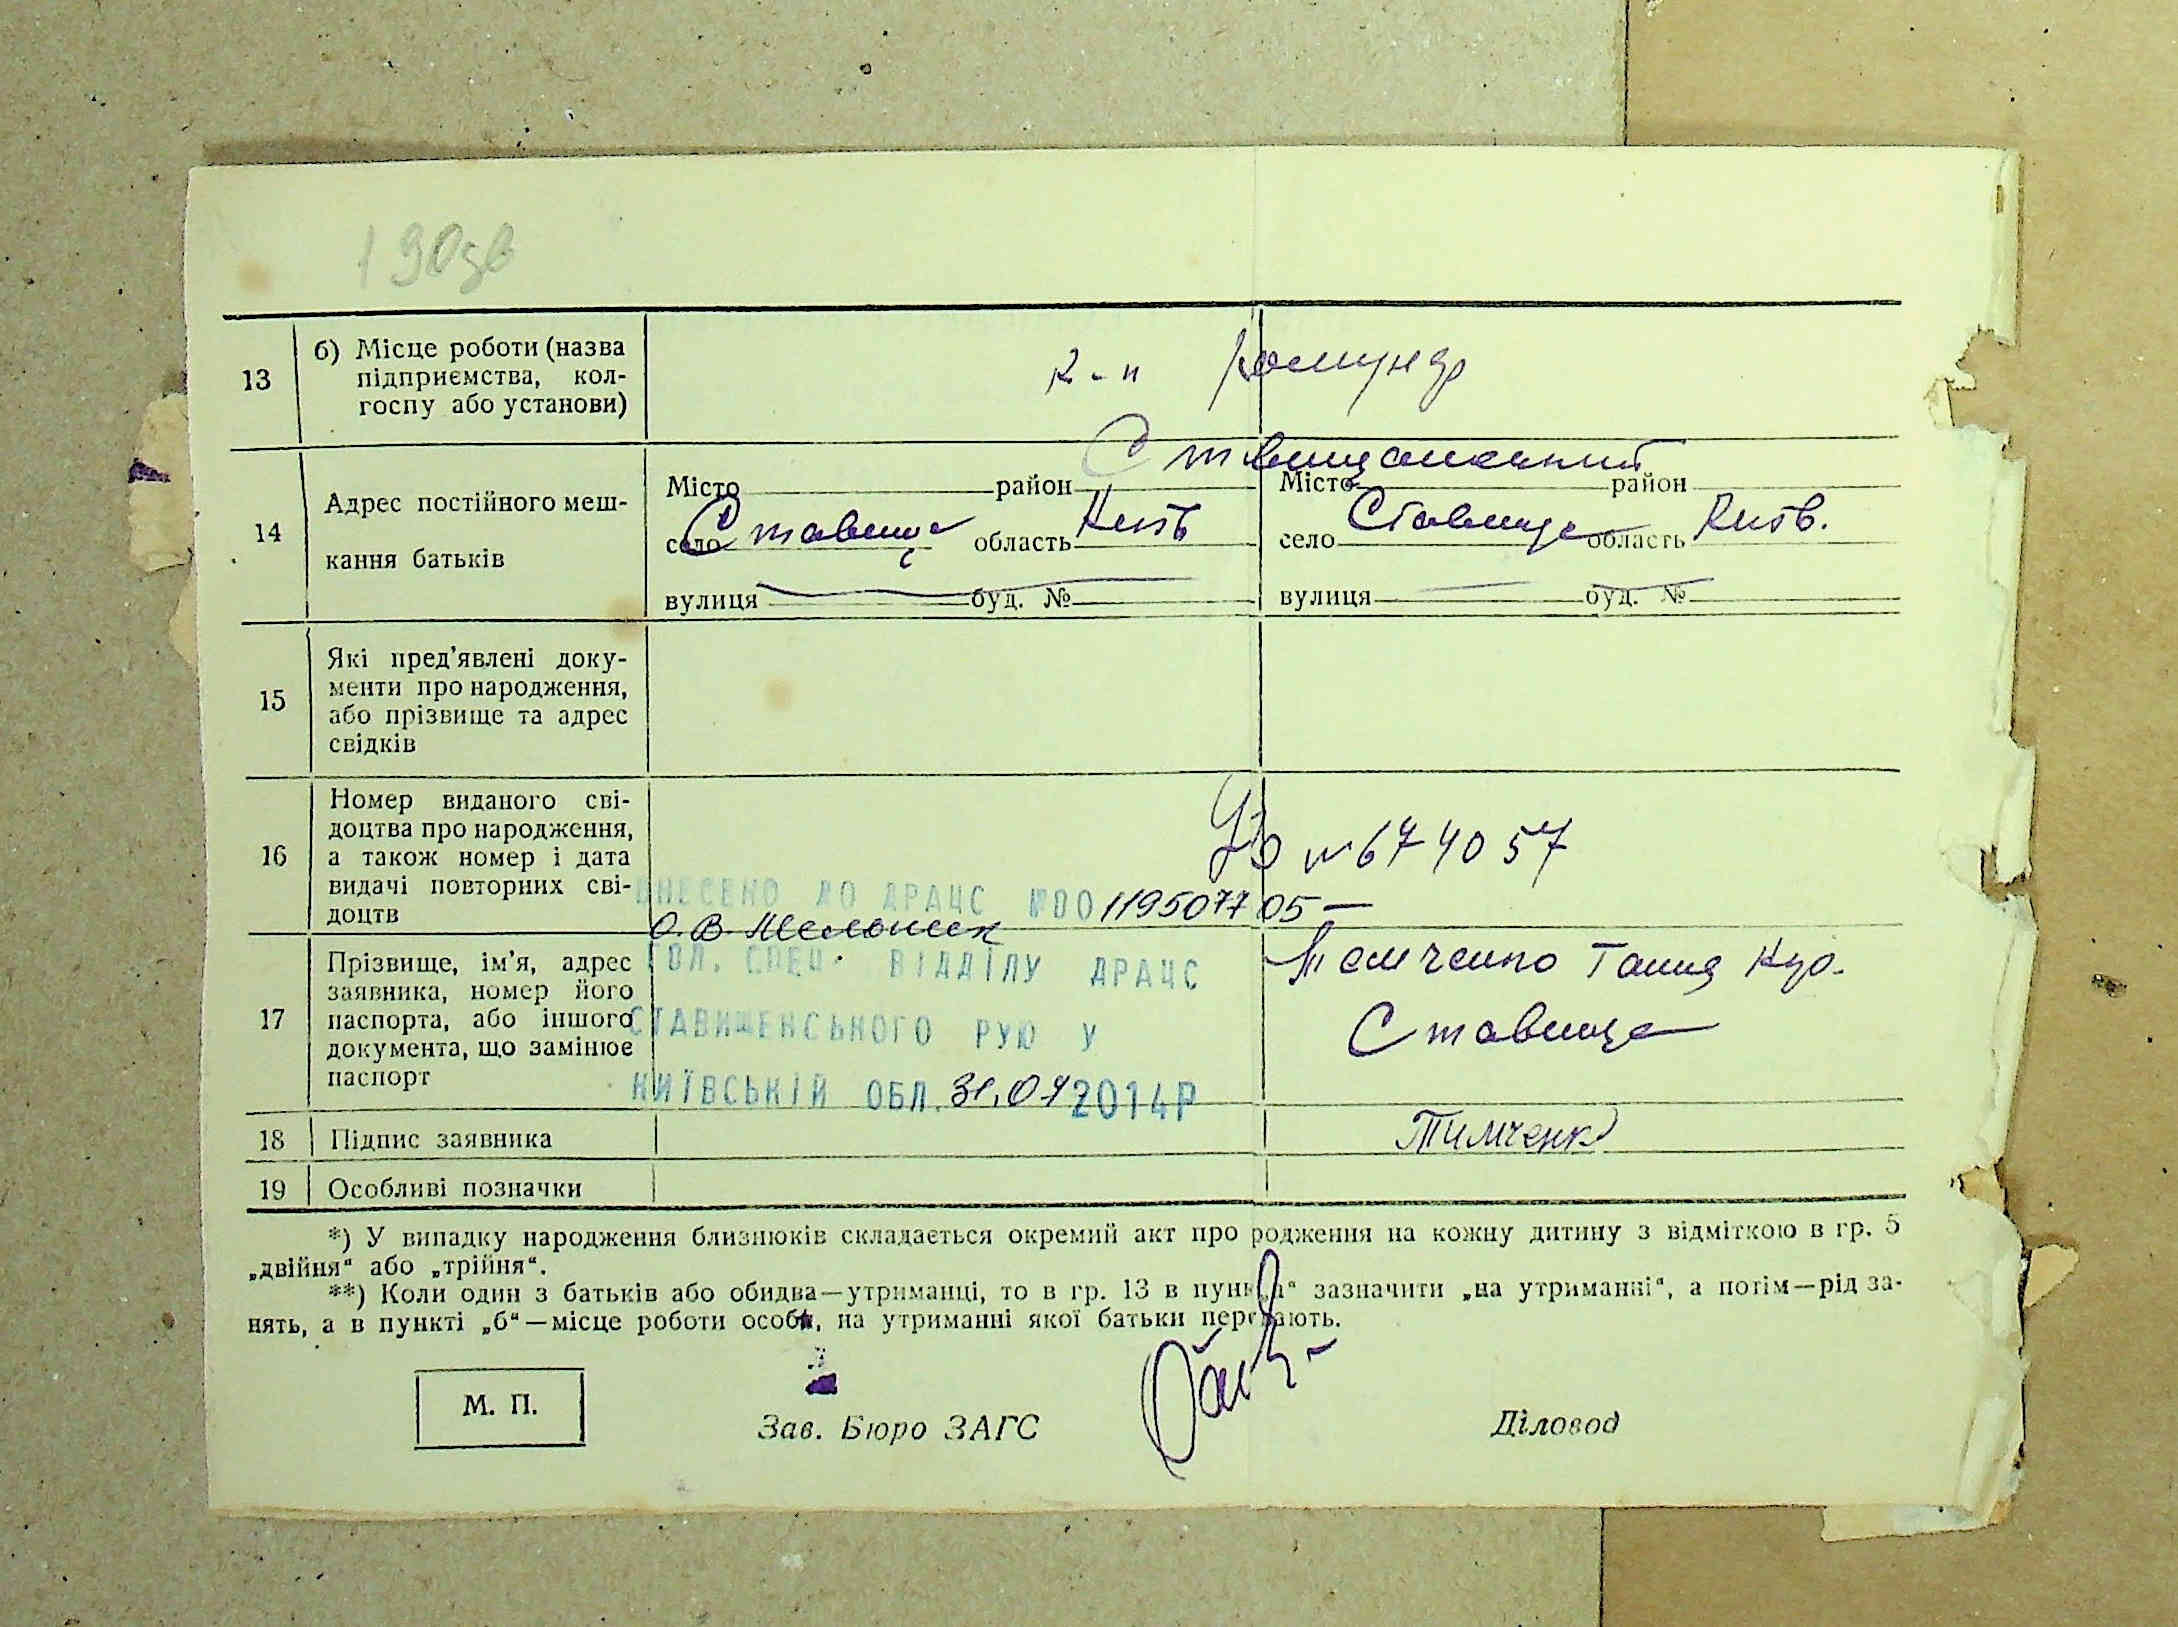 190зв
13 б) Місце роботи (назва
підприємства, кол-
госпу або установи)
к-п
Ставищанский
14 Адрес постійного меш-
кання батьків
Місто район Місто район
село Ставище область Київ село Ставище область Київ.
вулиця буд. № вулиця буд. №
15 Які пред'явлені доку-
менти про народження,
або прізвище та адрес
свідків
16 Номер виданого сві-
доцтва про народження,
а також номер і дата
видачі повторних сві-
доцтв
№ 674057
ВНЕСЕНО ДО ДРАЦС №00119507705
О.В.
ГОЛ. СПЕЦ. ВІДДІЛУ ДРАЦС
СТАВИЩЕНСЬКОГО РУЮ У
КИЇВСЬКІЙ ОБЛ. 31.07 2014Р
17 Прізвище, ім'я, адрес
заявника, номер його
паспорта, або іншого
документа, що замінює
паспорт
Темченко Ганна
Ставище
18 Підпис заявника Тимченко
19 Особливі позначки
*) У випадку народження близнюків складається окремий акт про родження на кожну дитину з відміткою в гр. 5
„двійня“ або „трійня“.
**) Коли один з батьків або обидва—утриманці, то в гр. 13 в пункті „а“ зазначити „на утриманні“, а потім—рід за-
нять, а в пункті „б“—місце роботи особи, на утриманні якої батьки перебувають.
М. П.
Зав. Бюро ЗАГС Діловод